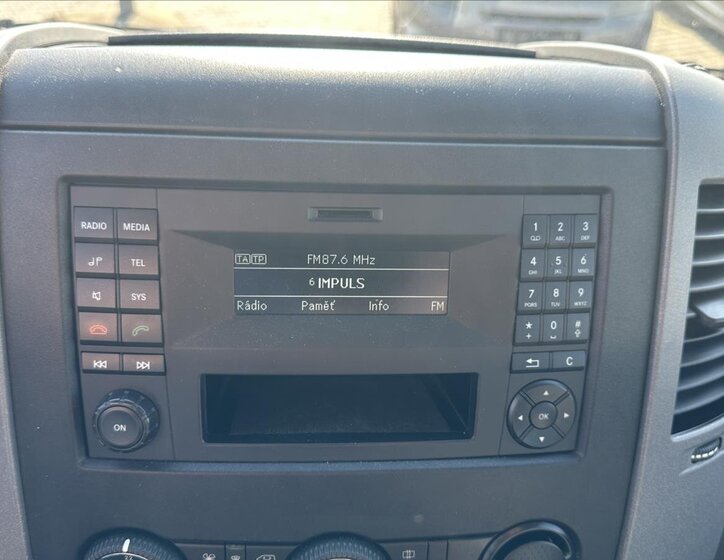 RADIO MEDIA
TEL
SYS
ON
TA TP FM87.6 MHz
6 IMPULS
Rádio Paměť Info FM
1 2 ABC 3 DEF
4 GHI 5 JKL 6 MNO
7 PQRS 8 TUV 9 WXYZ
* + 0 #
C
OK